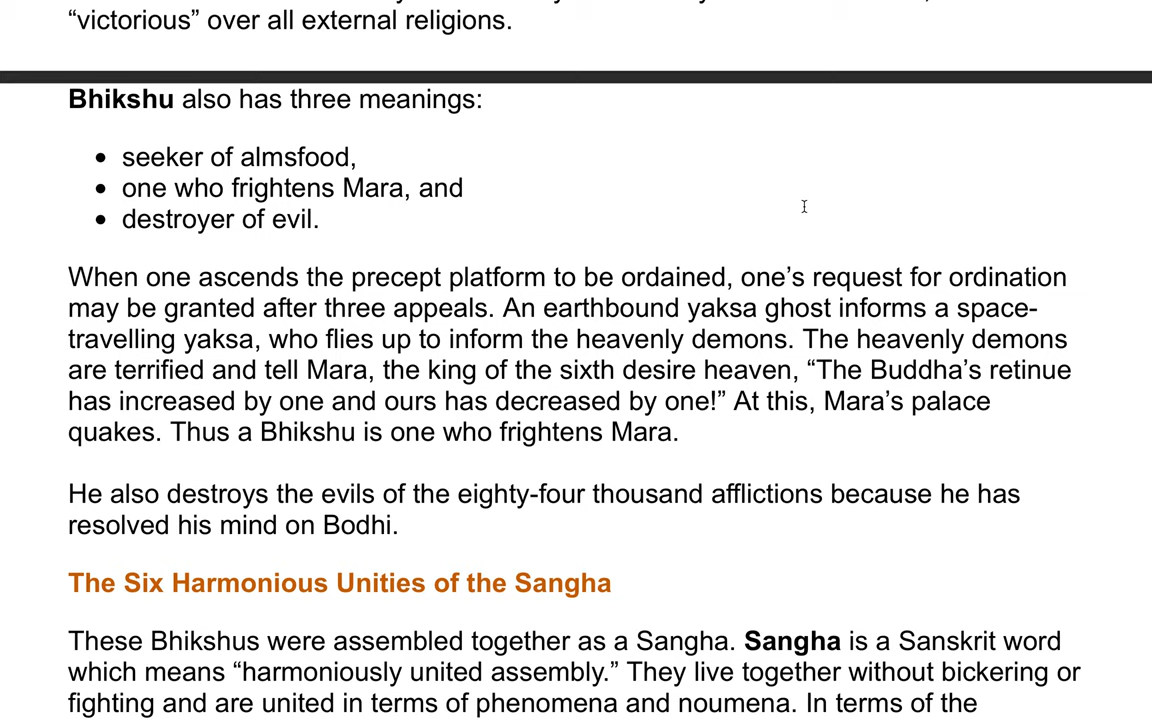 “victorious” over all external religions.
Bhikshu also has three meanings:
• seeker of almsfood,
• one who frightens Mara, and
• destroyer of evil.
When one ascends the precept platform to be ordained, one’s request for ordination
may be granted after three appeals. An earthbound yaksa ghost informs a space-
travelling yaksa, who flies up to inform the heavenly demons. The heavenly demons
are terrified and tell Mara, the king of the sixth desire heaven, “The Buddha’s retinue
has increased by one and ours has decreased by one!” At this, Mara’s palace
quakes. Thus a Bhikshu is one who frightens Mara.
He also destroys the evils of the eighty-four thousand afflictions because he has
resolved his mind on Bodhi.
The Six Harmonious Unities of the Sangha
These Bhikshus were assembled together as a Sangha. Sangha is a Sanskrit word
which means “harmoniously united assembly.” They live together without bickering or
fighting and are united in terms of phenomena and noumena. In terms of the